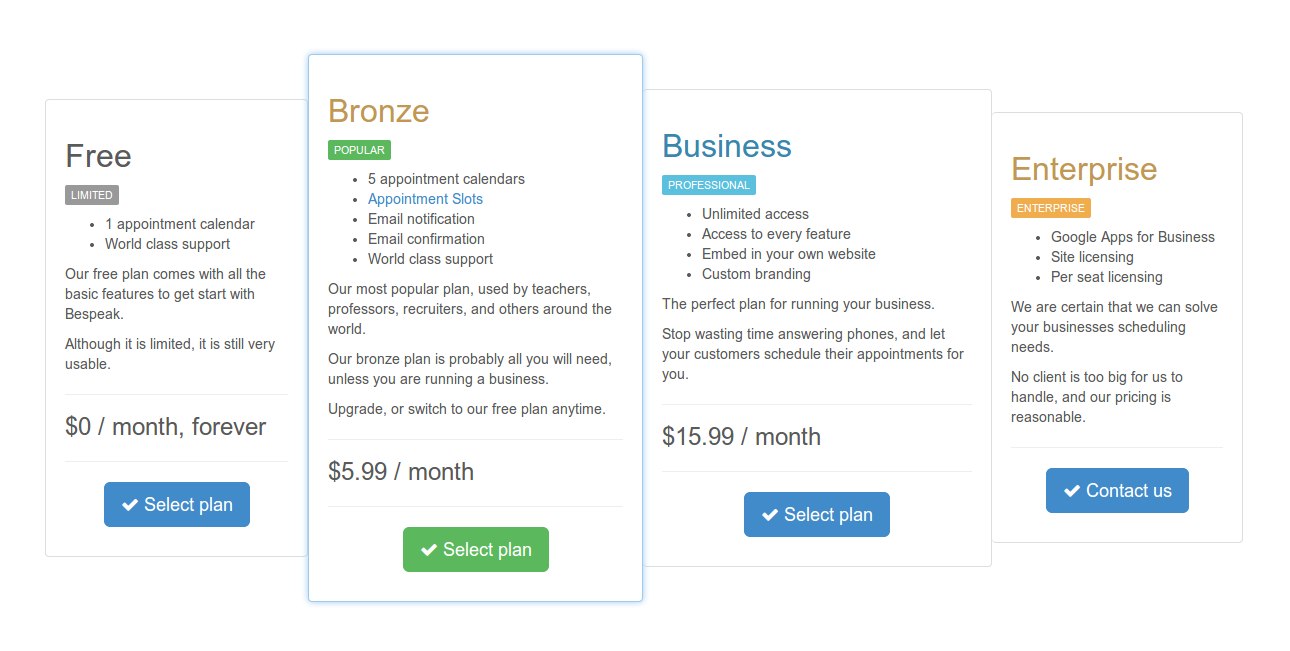 Free
LIMITED
1 appointment calendar
World class support
Our free plan comes with all the
basic features to get start with
Bespeak.
Although it is limited, it is still very
usable.
$0 / month, forever
Select plan
Bronze
POPULAR
5 appointment calendars
Appointment Slots
Email notification
Email confirmation
World class support
Our most popular plan, used by teachers,
professors, recruiters, and others around the
world.
Our bronze plan is probably all you will need,
unless you are running a business.
Upgrade, or switch to our free plan anytime.
$5.99 / month
Select plan
Business
PROFESSIONAL
Unlimited access
Access to every feature
Embed in your own website
Custom branding
The perfect plan for running your business.
Stop wasting time answering phones, and let
your customers schedule their appointments for
you.
$15.99 / month
Select plan
Enterprise
ENTERPRISE
Google Apps for Business
Site licensing
Per seat licensing
We are certain that we can solve
your businesses scheduling
needs.
No client is too big for us to
handle, and our pricing is
reasonable.
Contact us